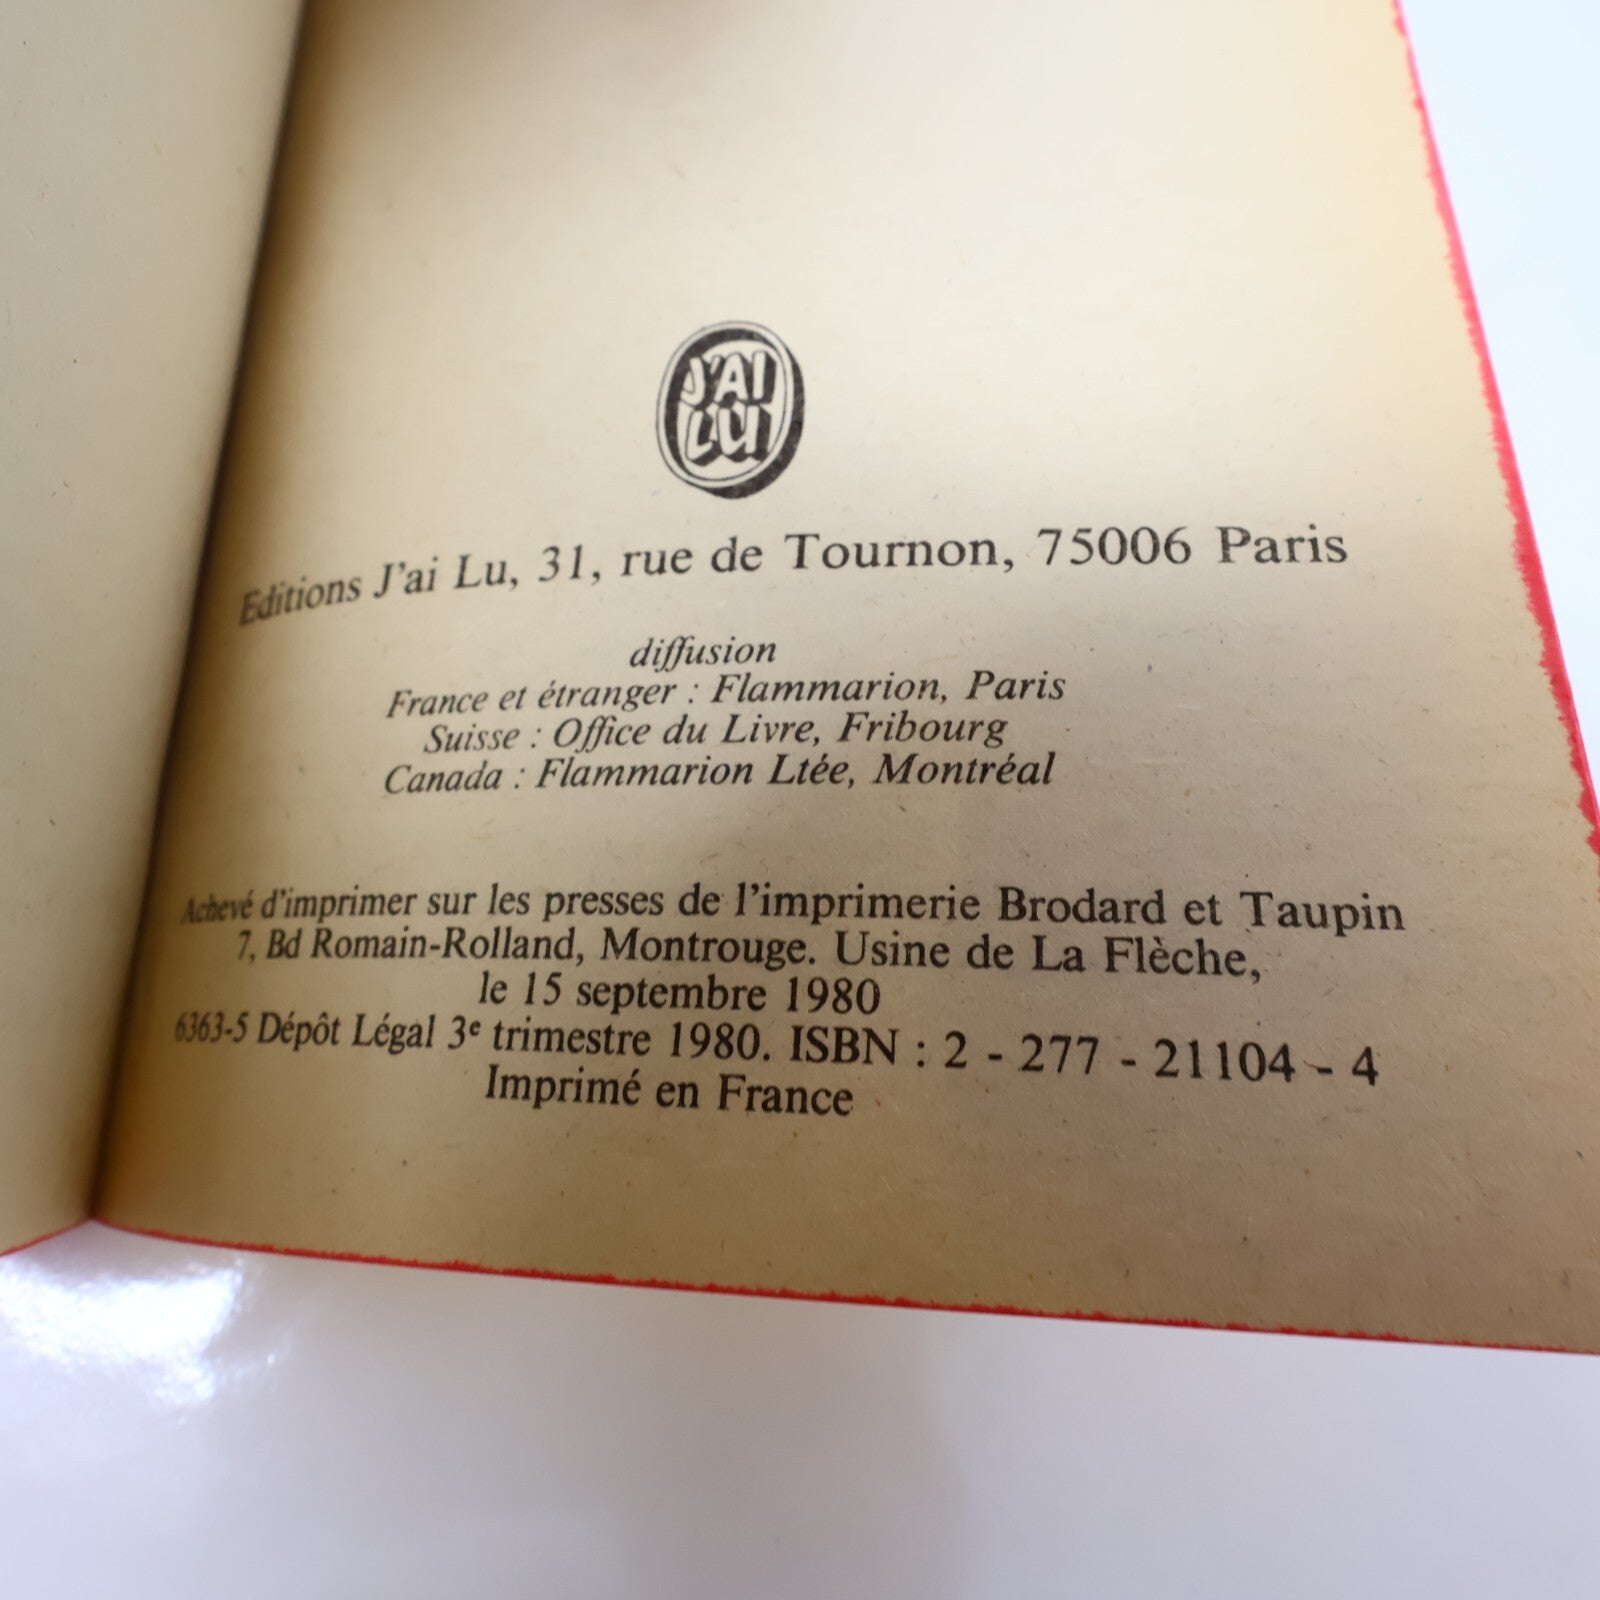 J'AI
LU
Editions J'ai Lu, 31, rue de Tournon, 75006 Paris
diffusion
France et étranger : Flammarion, Paris
Suisse : Office du Livre, Fribourg
Canada : Flammarion Ltée, Montréal
Achevé d'imprimer sur les presses de l'imprimerie Brodard et Taupin
7, Bd Romain-Rolland, Montrouge. Usine de La Flèche,
le 15 septembre 1980
6363-5 Dépôt Légal 3e trimestre 1980. ISBN : 2 - 277 - 21104 - 4
Imprimé en France